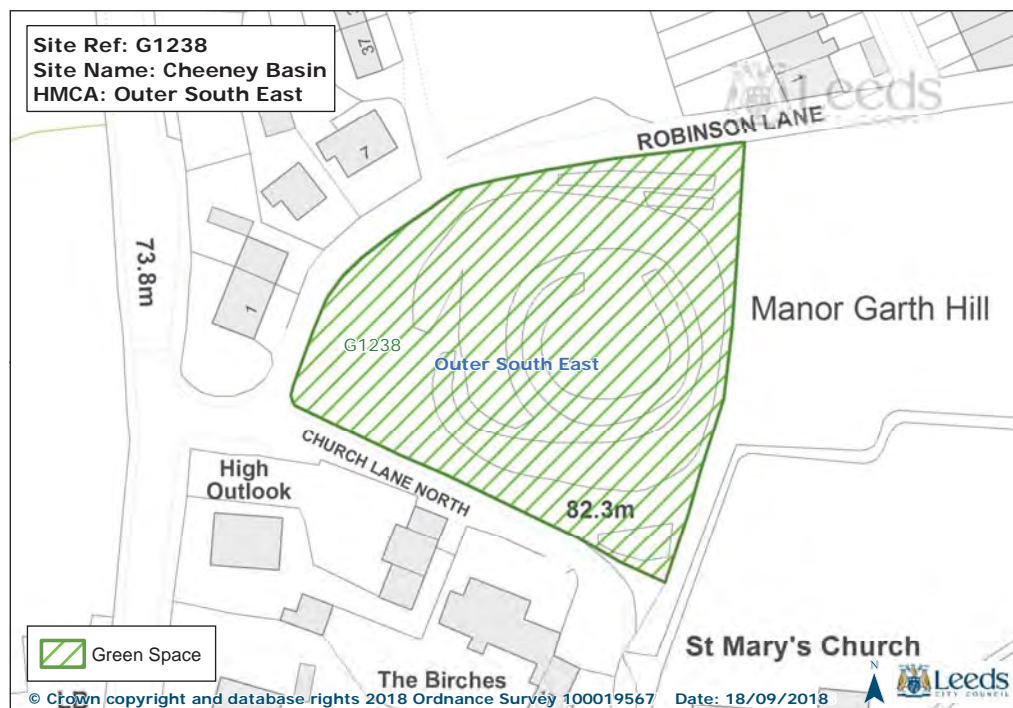 Site Ref: G1238
Site Name: Cheeney Basin
HMCA: Outer South East
37
7
1
Leeds
ROBINSON LANE
73.8m
1
Manor Garth Hill
G1238
Outer South East
CHURCH LANE NORTH
High
Outlook
82.3m
Green Space
St Mary's Church
The Birches
N
Leeds
CITY COUNCIL
© Crown copyright and database rights 2018 Ordnance Survey 100019567 Date: 18/09/2018